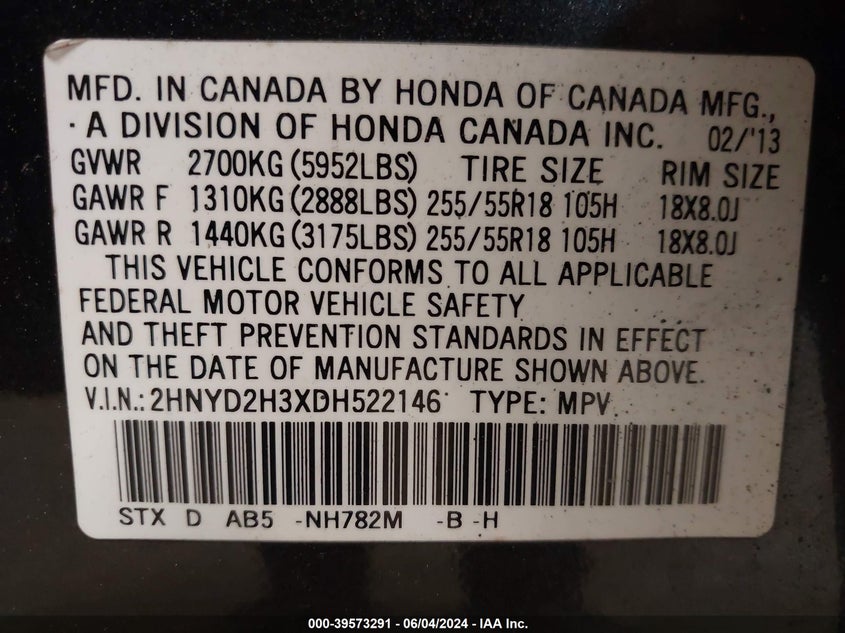 MFD. IN CANADA BY HONDA OF CANADA MFG.,
· A DIVISION OF HONDA CANADA INC. 02/'13
GVWR 2700KG (5952LBS) TIRE SIZE RIM SIZE
GAWR F 1310KG (2888LBS) 255/55R18 105H 18X8.0J
GAWR R 1440KG (3175LBS) 255/55R18 105H 18X8.0J
THIS VEHICLE CONFORMS TO ALL APPLICABLE
FEDERAL MOTOR VEHICLE SAFETY
AND THEFT PREVENTION STANDARDS IN EFFECT
ON THE DATE OF MANUFACTURE SHOWN ABOVE.
V.I.N.: 2HNYD2H3XDH522146 TYPE: MPV
STX D AB5 -NH782M -B -H
000-39573291 - 06/04/2024 - IAA Inc.